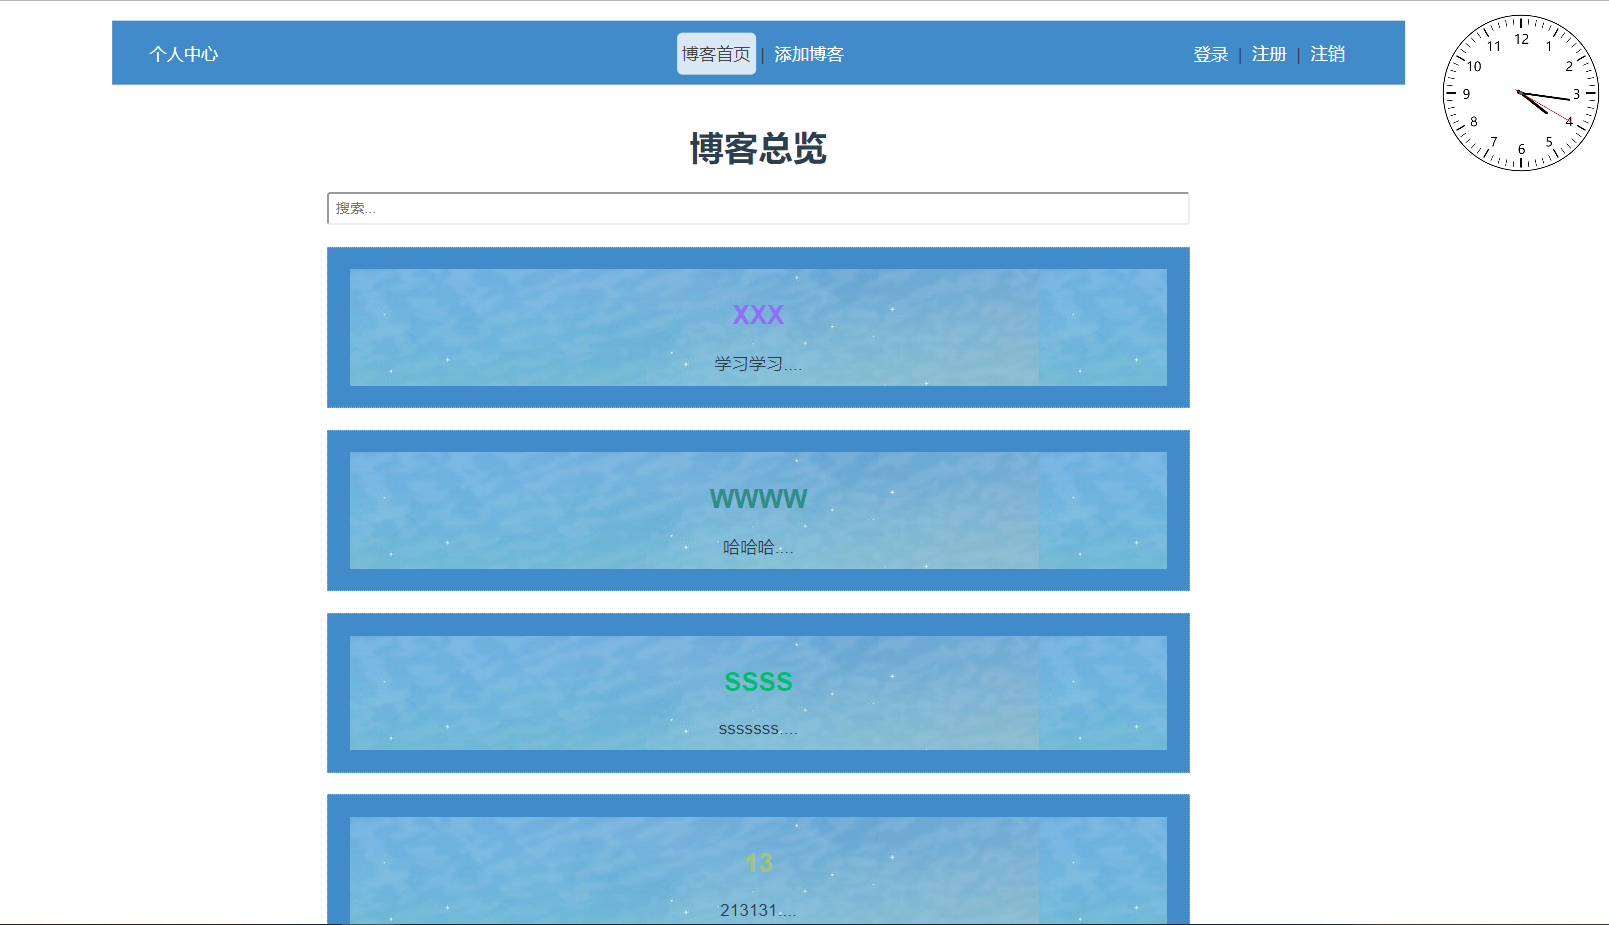 个人中心 博客首页 | 添加博客 登录 | 注册 | 注销
12
11 1
10 2
9 3
8 4
7 5
6
博客总览
搜索...
XXX
学习学习....
WWWW
哈哈哈....
SSSS
sssssss....
13
213131....